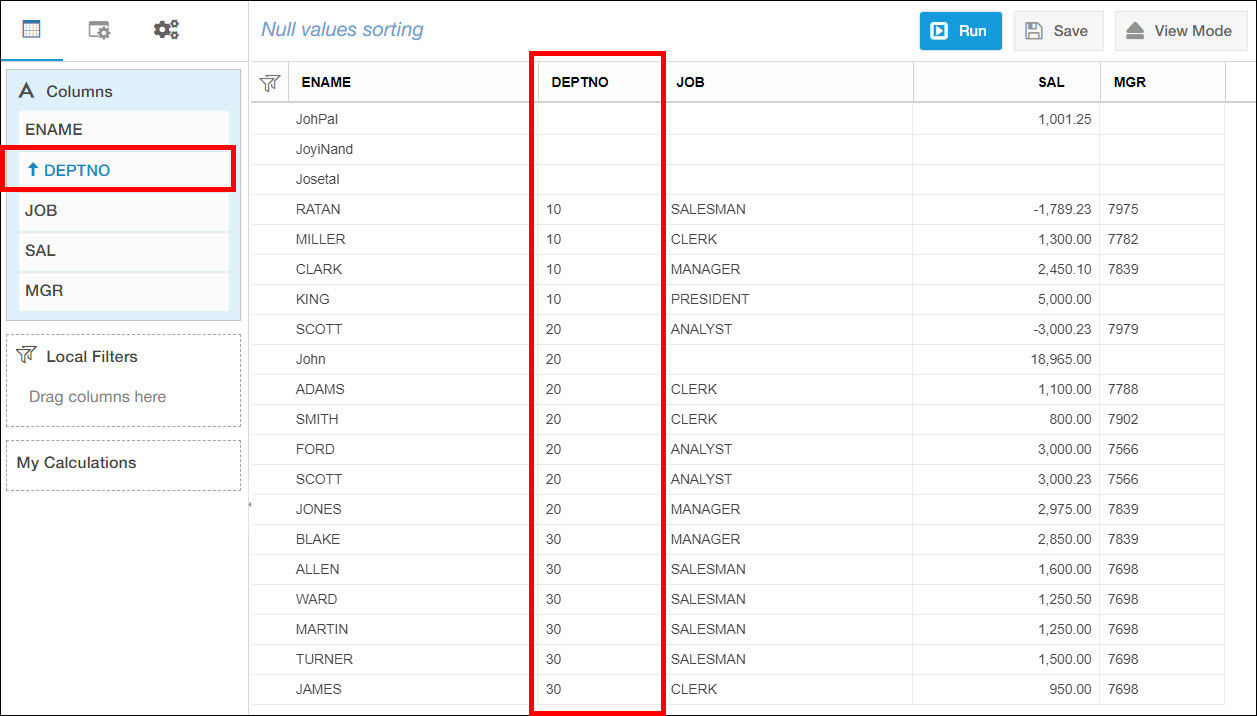 Null values sorting
Run Save View Mode
Columns
ENAME
DEPTNO
JOB
SAL
MGR
Local Filters
Drag columns here
My Calculations
ENAME DEPTNO JOB SAL MGR
JohPal 1,001.25
JoyiNand
Josetal
RATAN 10 SALESMAN -1,789.23 7975
MILLER 10 CLERK 1,300.00 7782
CLARK 10 MANAGER 2,450.10 7839
KING 10 PRESIDENT 5,000.00
SCOTT 20 ANALYST -3,000.23 7979
John 20 18,965.00
ADAMS 20 CLERK 1,100.00 7788
SMITH 20 CLERK 800.00 7902
FORD 20 ANALYST 3,000.00 7566
SCOTT 20 ANALYST 3,000.23 7566
JONES 20 MANAGER 2,975.00 7839
BLAKE 30 MANAGER 2,850.00 7839
ALLEN 30 SALESMAN 1,600.00 7698
WARD 30 SALESMAN 1,250.50 7698
MARTIN 30 SALESMAN 1,250.00 7698
TURNER 30 SALESMAN 1,500.00 7698
JAMES 30 CLERK 950.00 7698